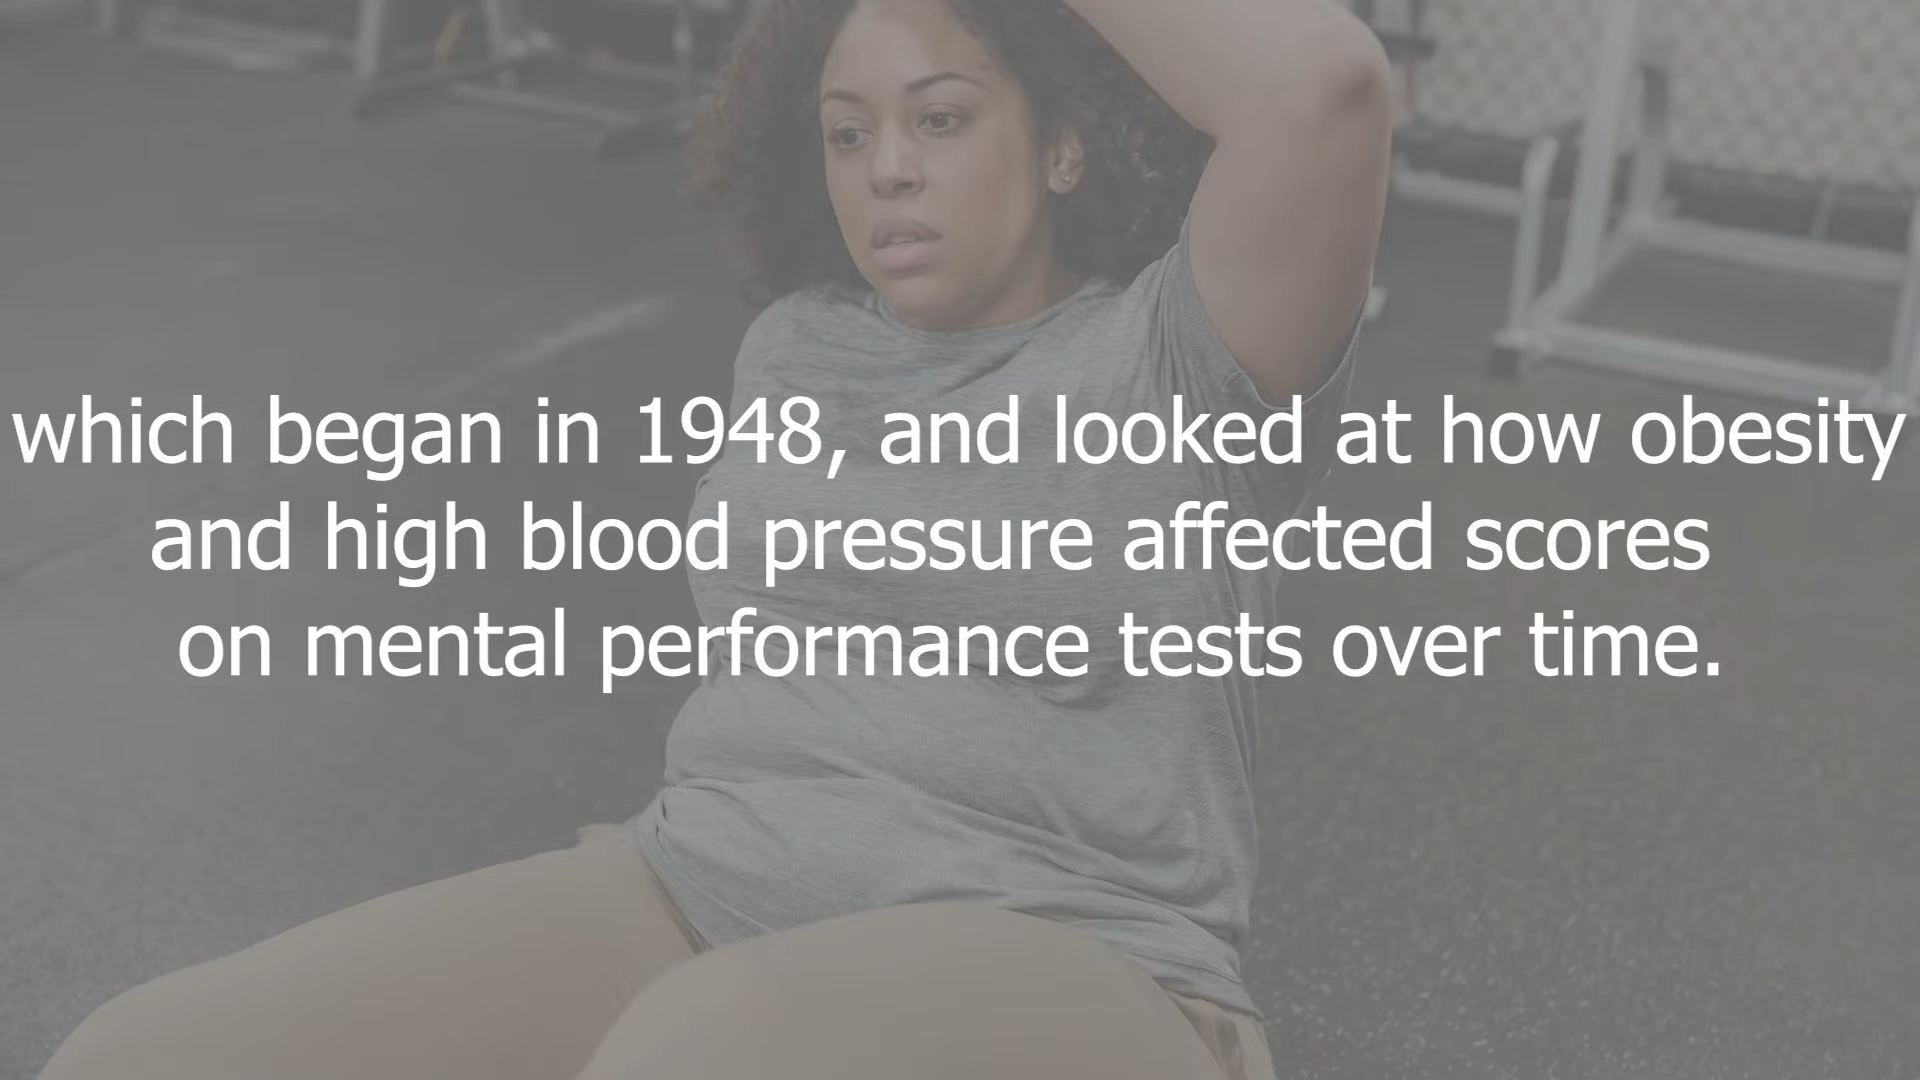 which began in 1948, and looked at how obesity
and high blood pressure affected scores
on mental performance tests over time.